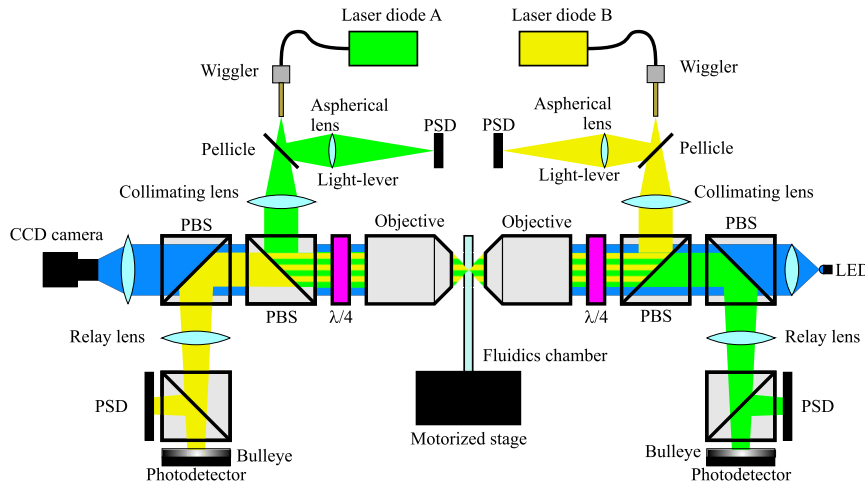 Laser diode A
Laser diode B
Wiggler
Wiggler
Aspherical
lens
PSD
PSD
Aspherical
lens
Pellicle
Pellicle
Light-lever
Light-lever
Collimating lens
Collimating lens
PBS
Objective
Objective
PBS
CCD camera
LED
PBS
λ/4
λ/4
PBS
Relay lens
Relay lens
Fluidics chamber
PSD
PSD
Motorized stage
Bulleye
Photodetector
Bulleye
Photodetector